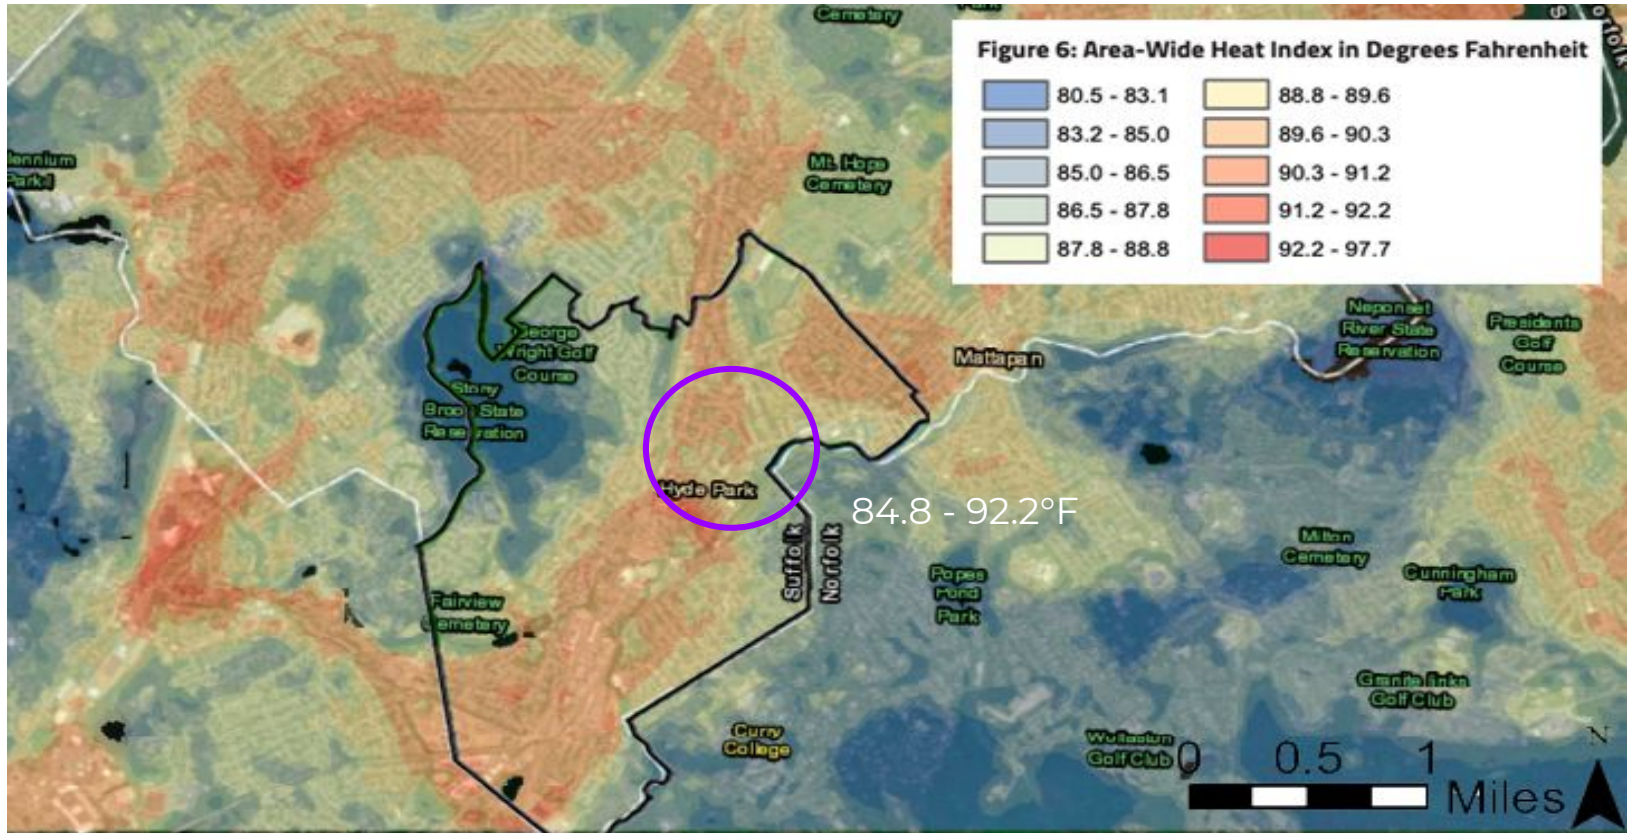 Cemetery
Park
Figure 6: Area-Wide Heat Index in Degrees Fahrenheit
80.5 - 83.1
83.2 - 85.0
85.0 - 86.5
86.5 - 87.8
87.8 - 88.8
88.8 - 89.6
89.6 - 90.3
90.3 - 91.2
91.2 - 92.2
92.2 - 97.7
orfolk
S
lennium
Park
Mt. Hope
Cemetery
George
Wright Golf
Course
Stony
Brook State
Reservation
Mattapan
Neponset
River State
Reservation
Presidents
Golf
Course
Hyde Park
84.8 - 92.2°F
Suffolk
Norfolk
Milton
Cemetery
Popes
Pond
Park
Cunningham
Park
Fairview
Cemetery
Granite links
Golf Club
Curry
College
Wollaston
Golf Club
0 0.5 1
Miles
N